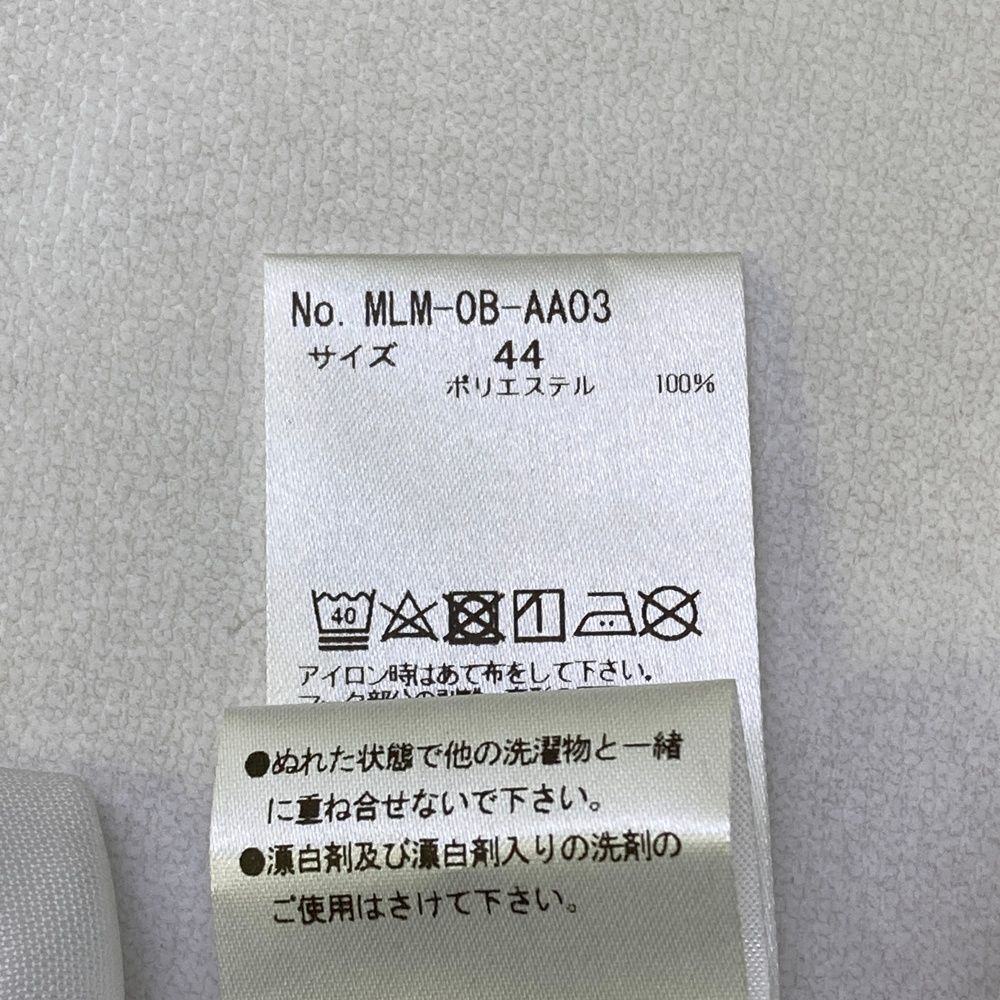 No. MLM-OB-AA03
サイズ 44
ポリエステル 100%
40
アイロン時はあて布をして下さい。
●ぬれた状態で他の洗濯物と一緒
に重ね合せないで下さい。
●漂白剤及び漂白剤入りの洗剤の
ご使用はさけて下さい。